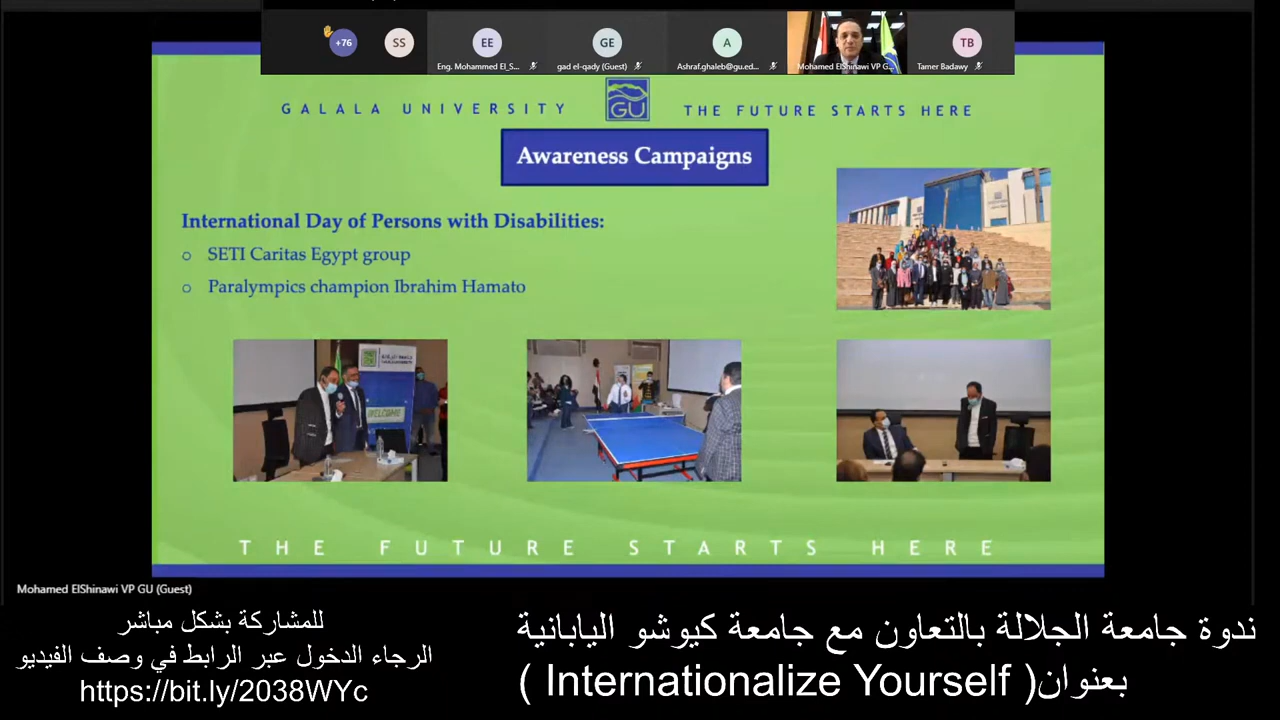 +76
SS
EE
GE
A
TB
Eng. Mohammed El_S...
gad el-qady (Guest)
Ashraf.ghaleb@gu.ed...
Mohamed ElShinawi VP G...
Tamer Badawy
GALALA UNIVERSITY
GU
THE FUTURE STARTS HERE
Awareness Campaigns
International Day of Persons with Disabilities:
SETI Caritas Egypt group
Paralympics champion Ibrahim Hamato
WELCOME
THE FUTURE STARTS HERE
Mohamed ElShinawi VP GU (Guest)
ندوة جامعة الجلالة بالتعاون مع جامعة كيوشو اليابانية
بعنوان( Internationalize Yourself )
للمشاركة بشكل مباشر
الرجاء الدخول عبر الرابط في وصف الفيديو
https://bit.ly/2038WYc